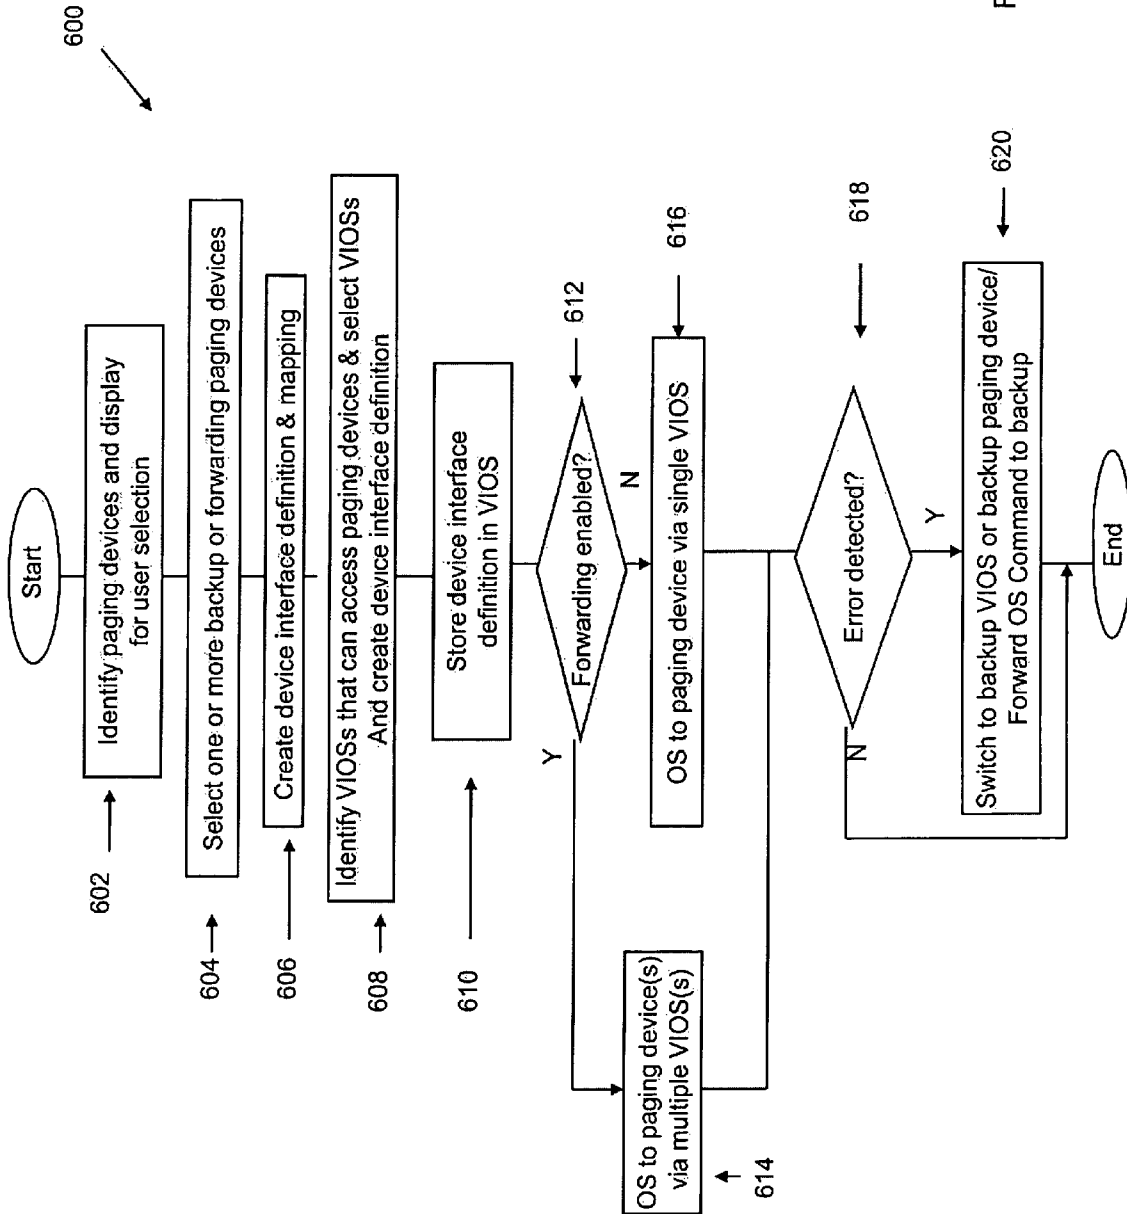 600
Start
Identify paging devices and display
for user selection
602
Select one or more backup or forwarding paging devices
604
Create device interface definition & mapping
606
Identify VIOSs that can access paging devices & select VIOSs
And create device interface definition
608
Store device interface
definition in VIOS
610
Forwarding enabled?
612
Y
N
OS to paging device(s)
via multiple VIOS(s)
614
OS to paging device via single VIOS
616
Error detected?
618
N
Y
Switch to backup VIOS or backup paging device/
Forward OS Command to backup
620
End